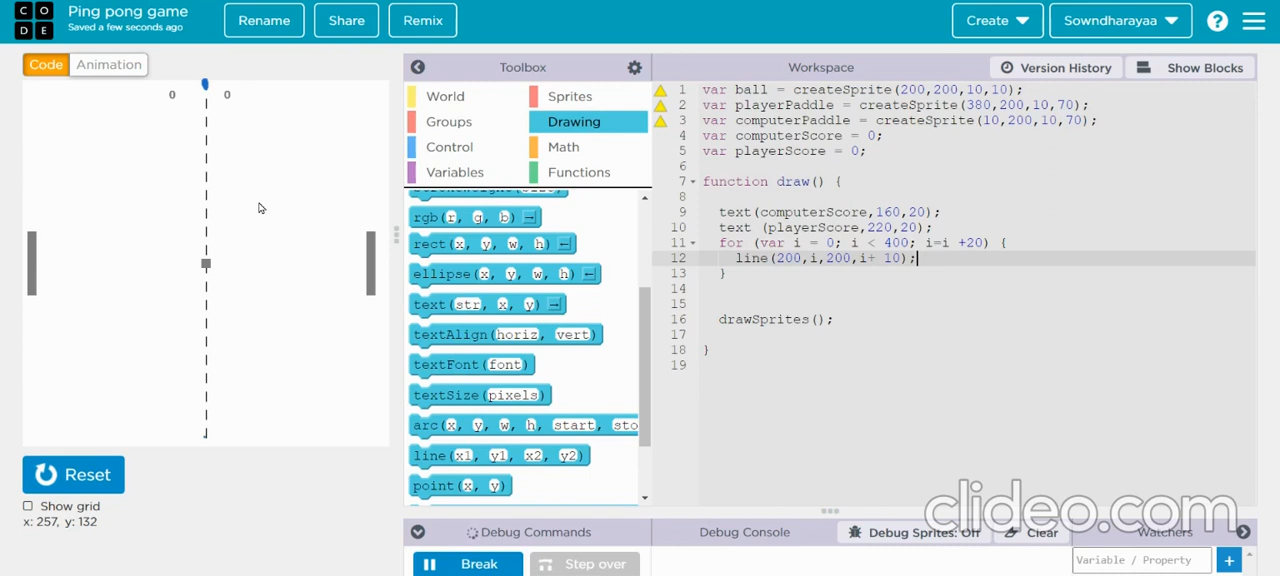 C O
D E
Ping pong game
Saved a few seconds ago
Rename
Share
Remix
Create
Sowndharayaa
?
Code
Animation
0 0
Reset
Show grid
x: 257, y: 132
Toolbox
World
Sprites
Groups
Drawing
Control
Math
Variables
Functions
rgb(r, g, b)
rect(x, y, w, h)
ellipse(x, y, w, h)
text(str, x, y)
textAlign(horiz, vert)
textFont(font)
textSize(pixels)
arc(x, y, w, h, start, sto
line(x1, y1, x2, y2)
point(x, y)
Workspace
Version History
Show Blocks
1 var ball = createSprite(200,200,10,10);
2 var playerPaddle = createSprite(380,200,10,70);
3 var computerPaddle = createSprite(10,200,10,70);
4 var computerScore = 0;
5 var playerScore = 0;
6
7 function draw() {
8
9 text(computerScore,160,20);
10 text (playerScore,220,20);
11 for (var i = 0; i < 400; i=i +20) {
12 line(200,i,200,i+ 10);
13 }
14
15
16 drawSprites();
17
18 }
19
Debug Commands
Debug Console
Debug Sprites: Off
Clear
Watchers
Break
Step over
Variable / Property
+
clideo.com